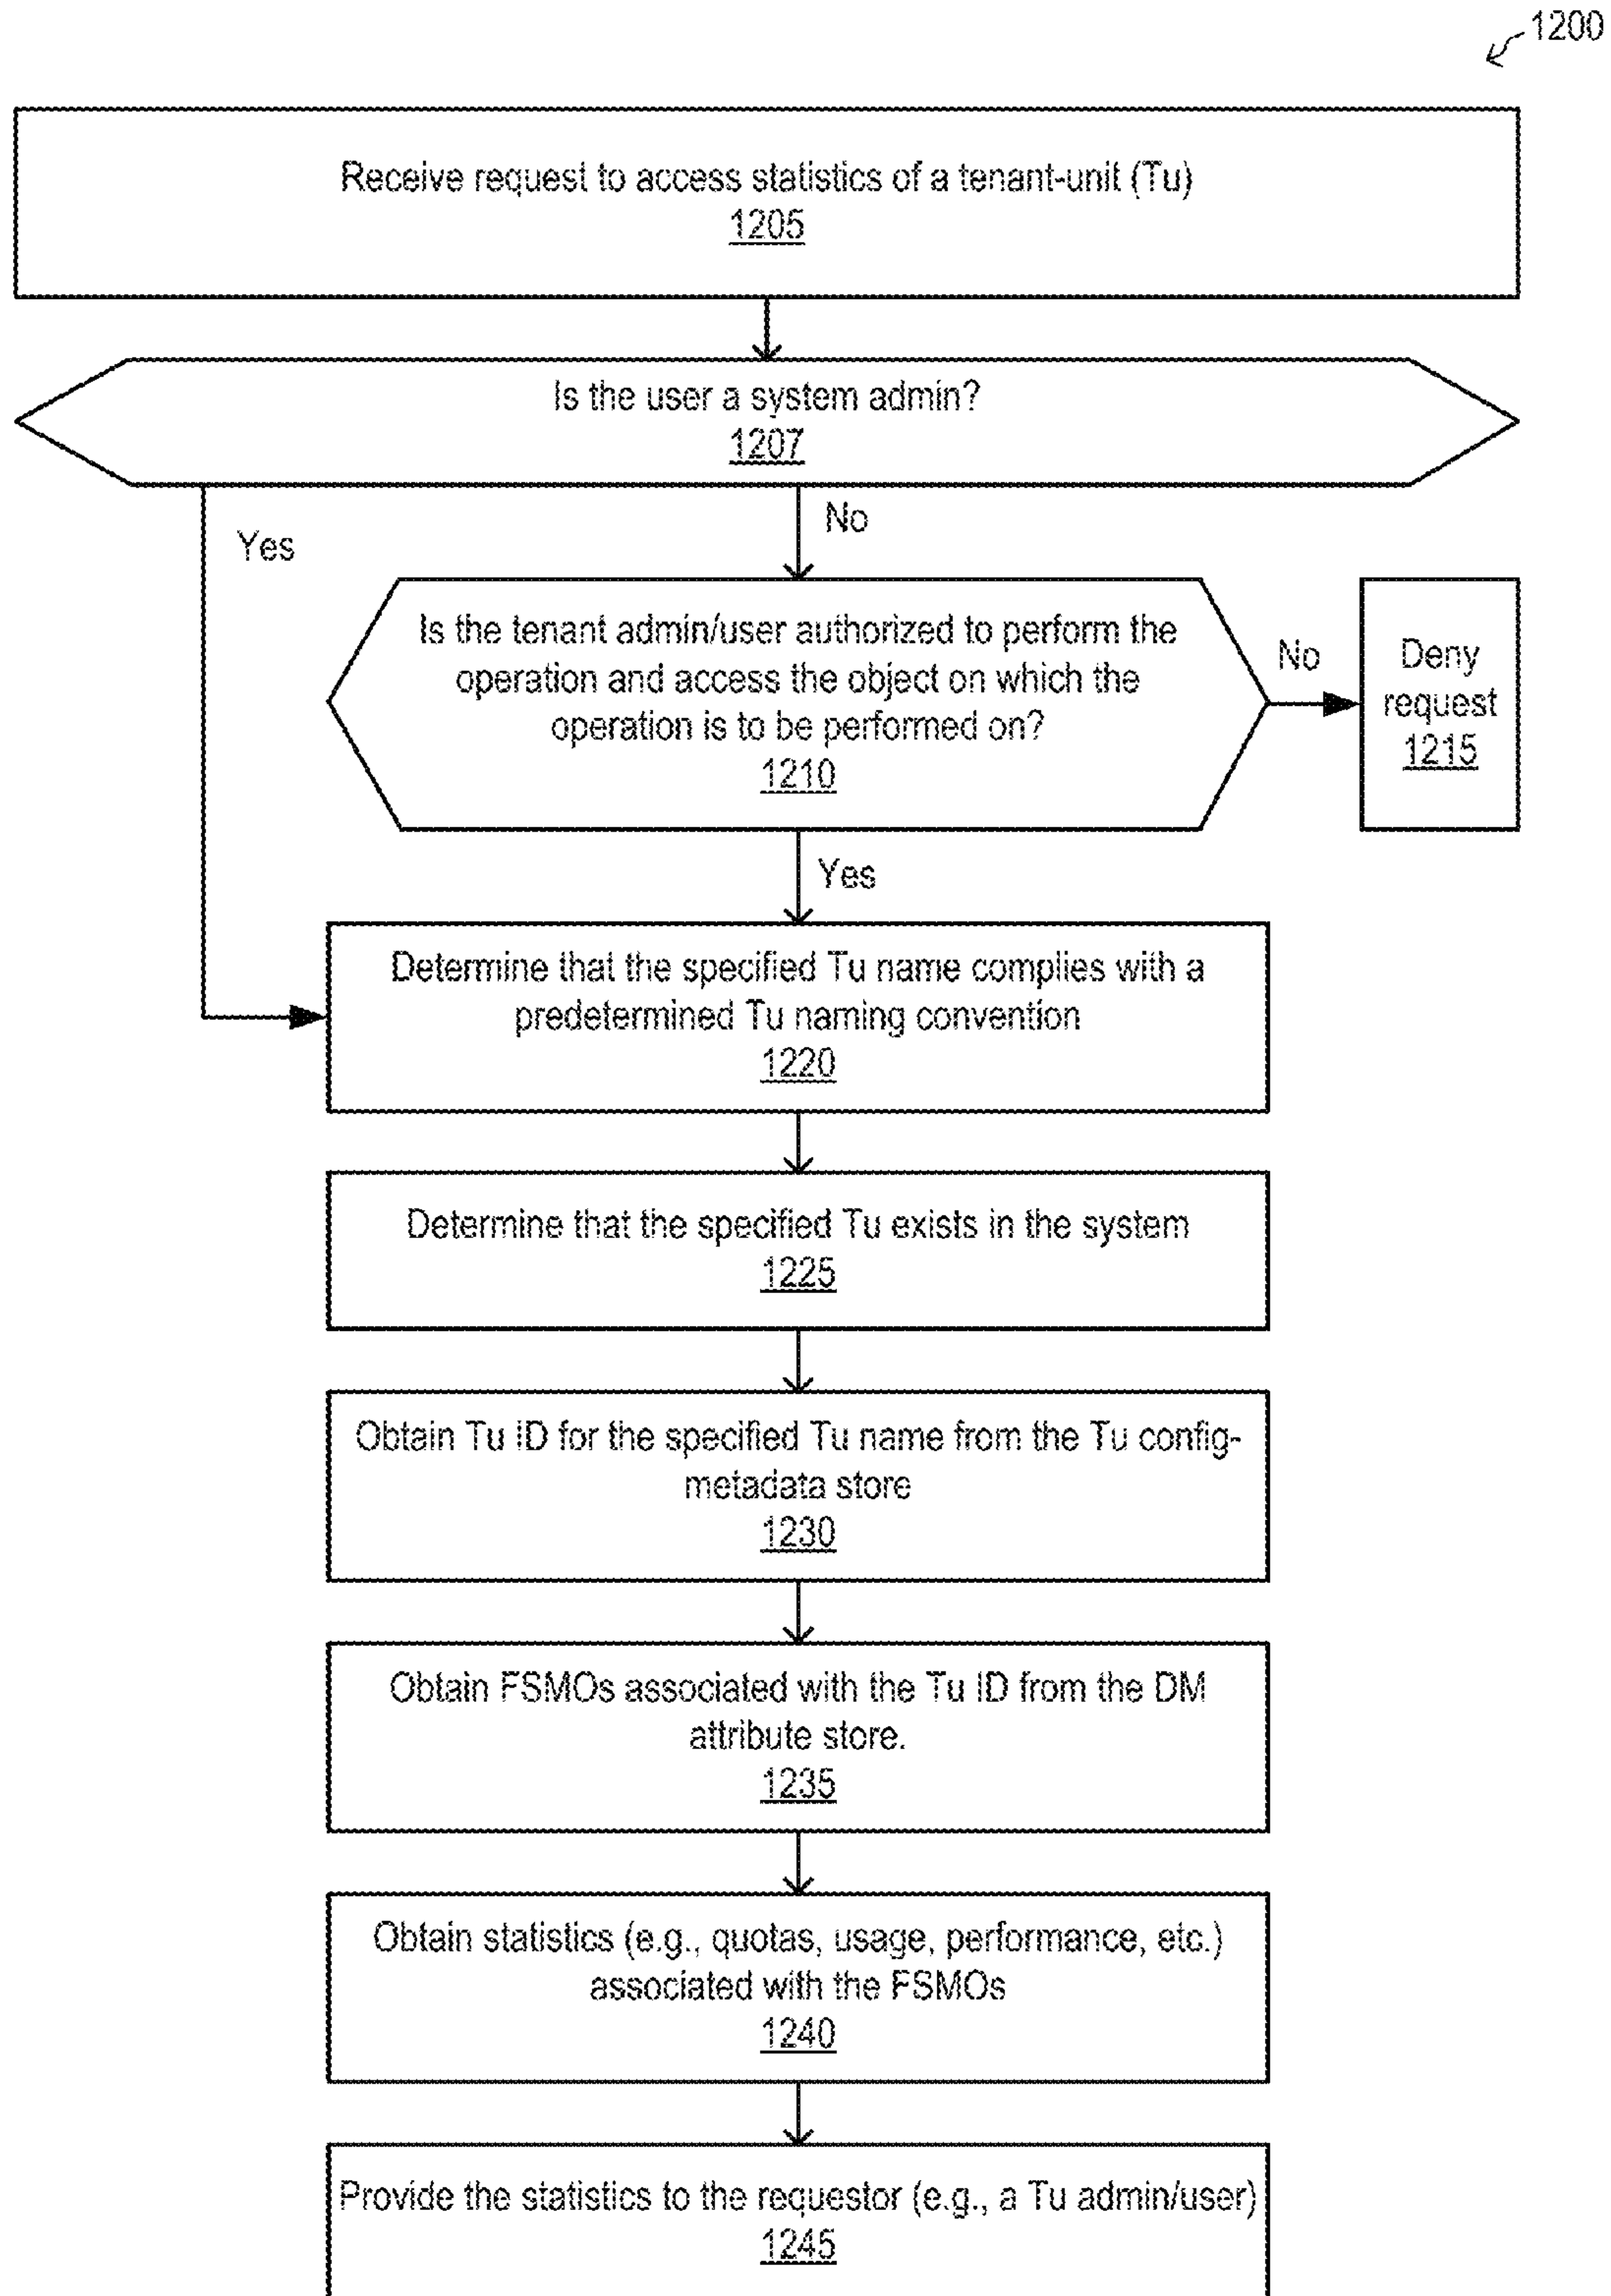 1200
Receive request to access statistics of a tenant-unit (Tu)
1205
Is the user a system admin?
1207
No
Yes
Is the tenant admin/user authorized to perform the
operation and access the object on which the
operation is to be performed on?
1210
No
Deny
request
1215
Yes
Determine that the specified Tu name complies with a
predetermined Tu naming convention
1220
Determine that the specified Tu exists in the system
1225
Obtain Tu ID for the specified Tu name from the Tu config-
metadata store
1230
Obtain FSMOs associated with the Tu ID from the DM
attribute store.
1235
Obtain statistics (e.g., quotas, usage, performance, etc.)
associated with the FSMOs
1240
Provide the statistics to the requestor (e.g., a Tu admin/user)
1245